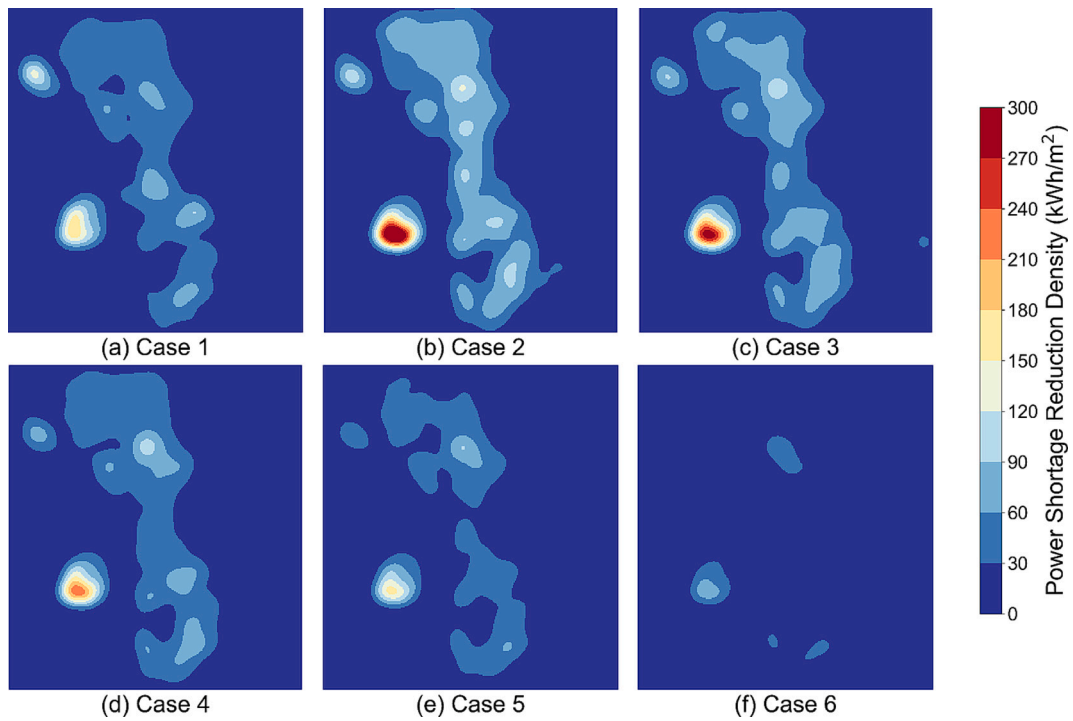 (a) Case 1
(b) Case 2
(c) Case 3
(d) Case 4
(e) Case 5
(f) Case 6
300
270
240
210
180
150
120
90
60
30
0
Power Shortage Reduction Density (kWh/m²)